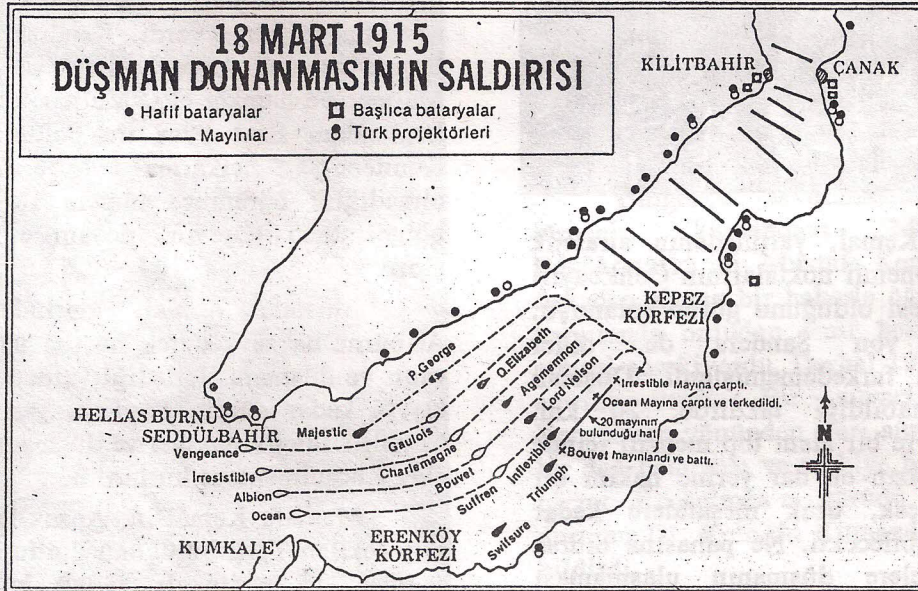 18 MART 1915
DÜŞMAN DONANMASININ SALDIRISI
Hafif bataryalar
Başlıca bataryalar
Mayınlar
Türk projektörleri
KİLİTBAHİR
ÇANAK
KEPEZ
KÖRFEZİ
P.George
Q.Elizabeth
Agememnon
Lord Nelson
Irrestible Mayına çarptı.
Ocean Mayına çarptı ve terkedildi.
20 mayının
bulunduğu hat
Bouvet mayınlandı ve battı.
HELLAS BURNU
SEDDÜLBAHİR
Majestic
Gaulois
Charlemagne
Inflexible
Vengeance
Irresistible
Bouvet
Triumph
Albion
Suffren
Ocean
Swifsure
ERENKÖY
KÖRFEZİ
KUMKALE
N